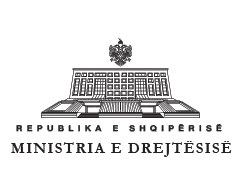 REPUBLIKA E SHQIPËRISË
MINISTRIA E DREJTËSISË